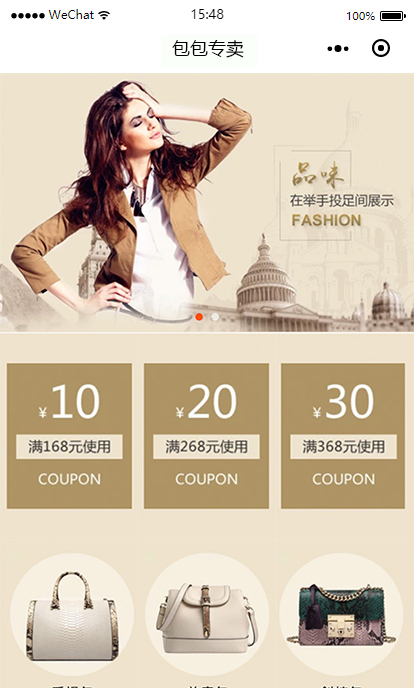 WeChat
15:48
100%
包包专卖
品味
在举手投足间展示
FASHION
¥10
¥20
¥30
满168元使用
满268元使用
满368元使用
COUPON
COUPON
COUPON